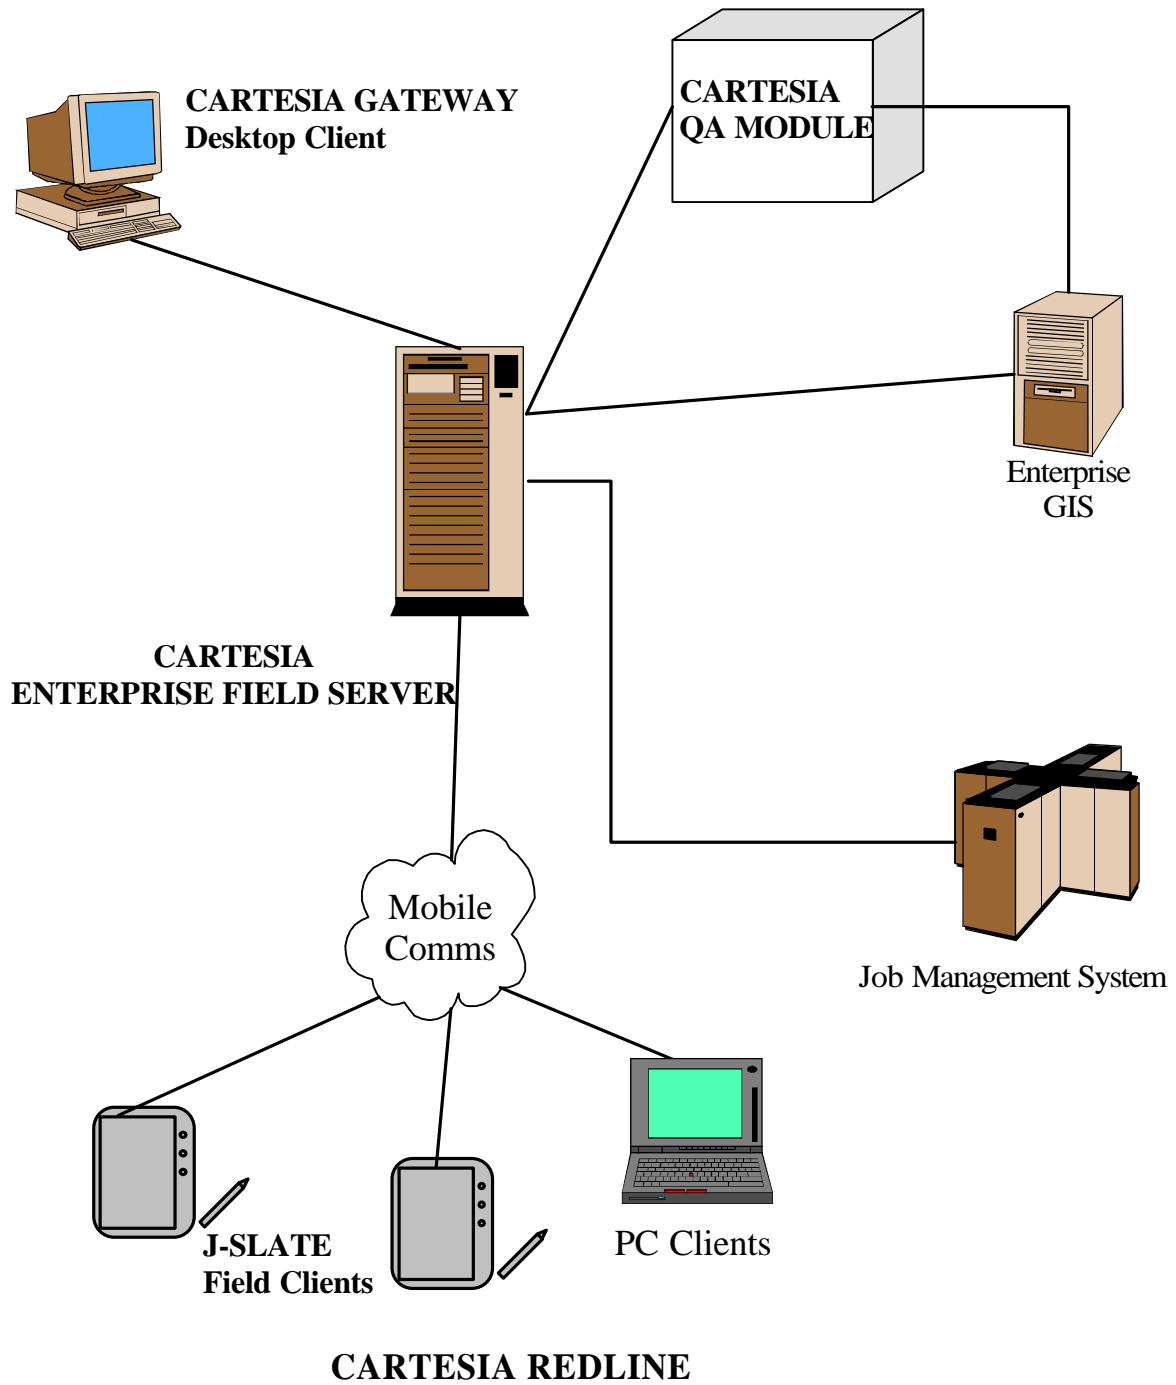 CARTESIA GATEWAY
Desktop Client
CARTESIA
QA MODULE
Enterprise
GIS
CARTESIA
ENTERPRISE FIELD SERVER
Mobile
Comms
Job Management System
J-SLATE
Field Clients
PC Clients
CARTESIA REDLINE